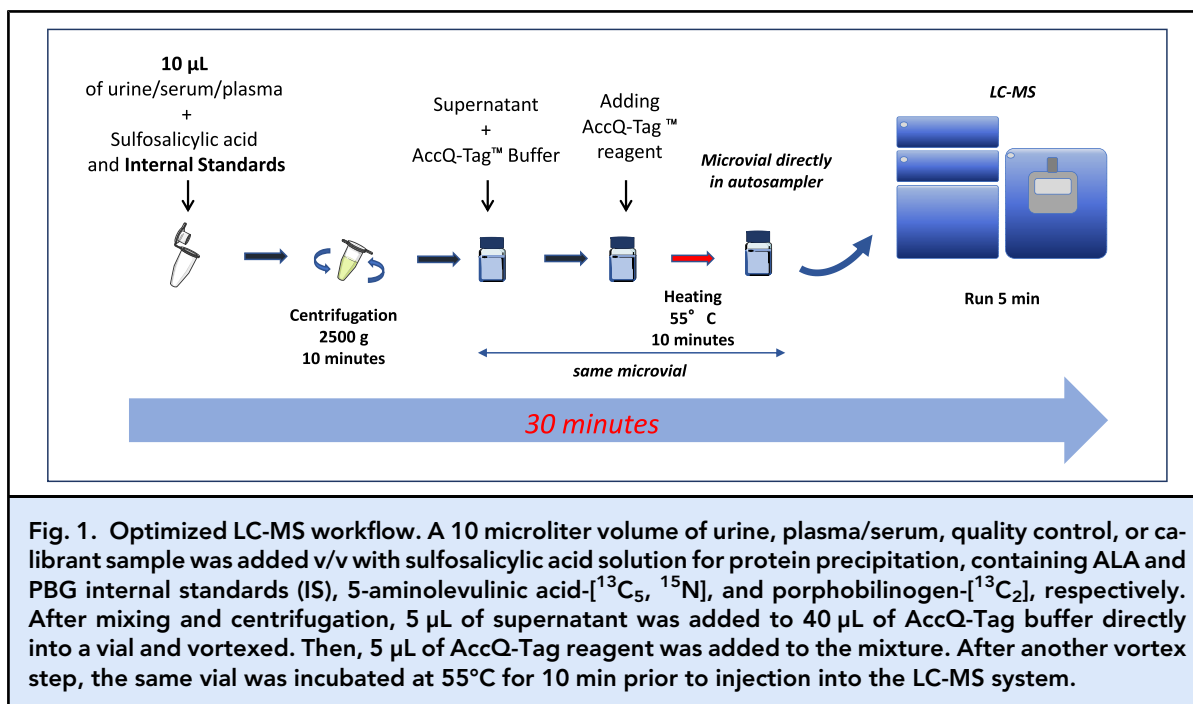 10 µL
of urine/serum/plasma
+
Sulfosalicylic acid
and Internal Standards
Centrifugation
2500 g
10 minutes
Supernatant
+
AccQ-Tag™ Buffer
Adding
AccQ-Tag ™
reagent
Heating
55° C
10 minutes
same microvial
Microvial directly
in autosampler
LC-MS
Run 5 min
30 minutes
Fig. 1. Optimized LC-MS workflow. A 10 microliter volume of urine, plasma/serum, quality control, or ca-
librant sample was added v/v with sulfosalicylic acid solution for protein precipitation, containing ALA and
PBG internal standards (IS), 5-aminolevulinic acid-[¹³C₅, ¹⁵N], and porphobilinogen-[¹³C₂], respectively.
After mixing and centrifugation, 5 µL of supernatant was added to 40 µL of AccQ-Tag buffer directly
into a vial and vortexed. Then, 5 µL of AccQ-Tag reagent was added to the mixture. After another vortex
step, the same vial was incubated at 55°C for 10 min prior to injection into the LC-MS system.